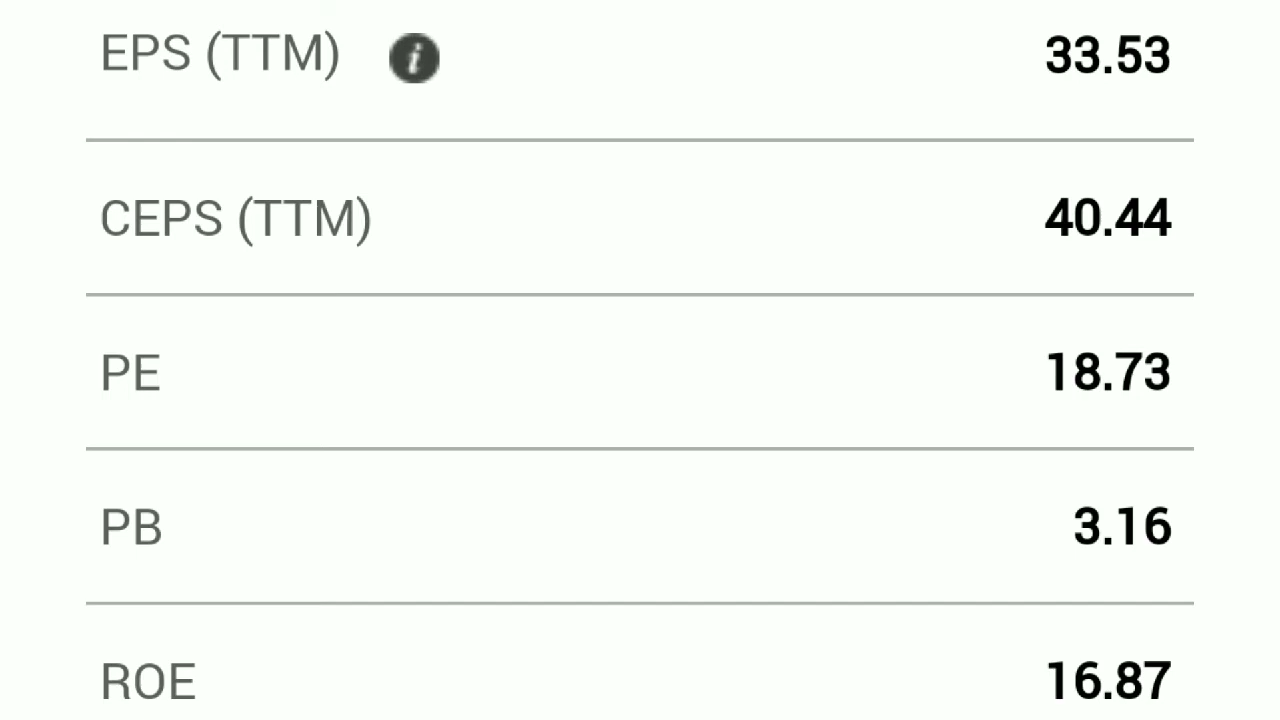 EPS (TTM) i 33.53
CEPS (TTM) 40.44
PE 18.73
PB 3.16
ROE 16.87